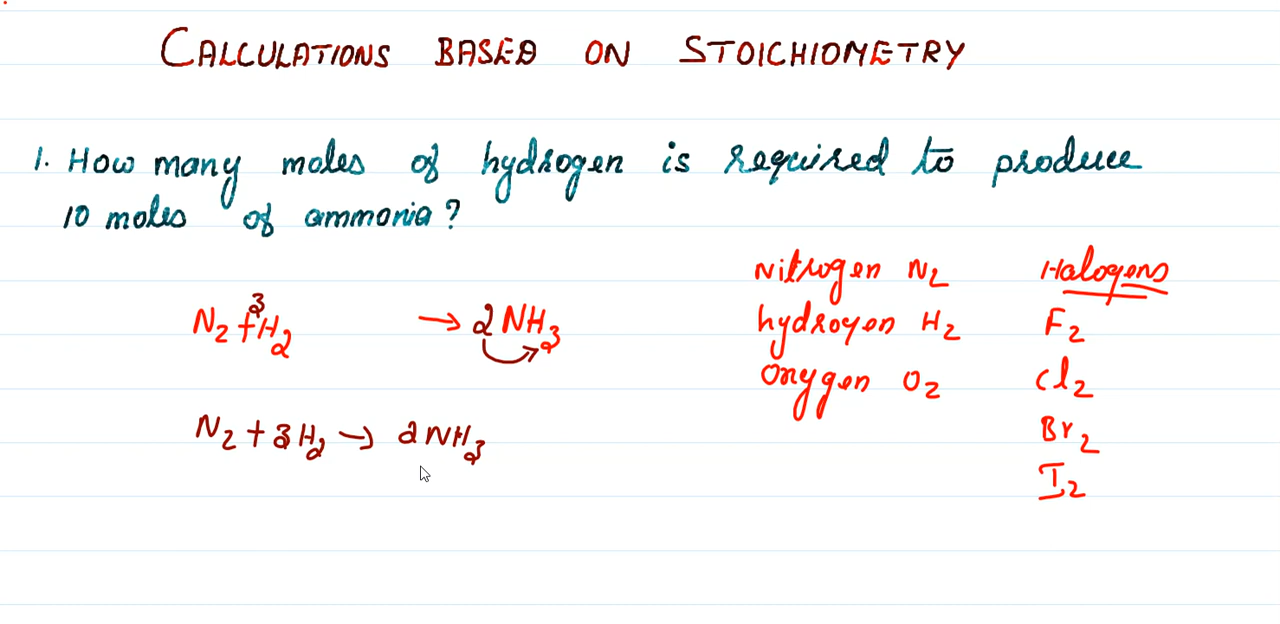 CALCULATIONS BASED ON STOICHIOMETRY
1. How many moles of hydrogen is required to produce
10 moles of ammonia?
N₂ + 3H₂ → 2NH₃
N₂ + 3H₂ → 2NH₃
Nitrogen N₂
hydrogen H₂
oxygen O₂
Halogens
F₂
Cl₂
Br₂
I₂